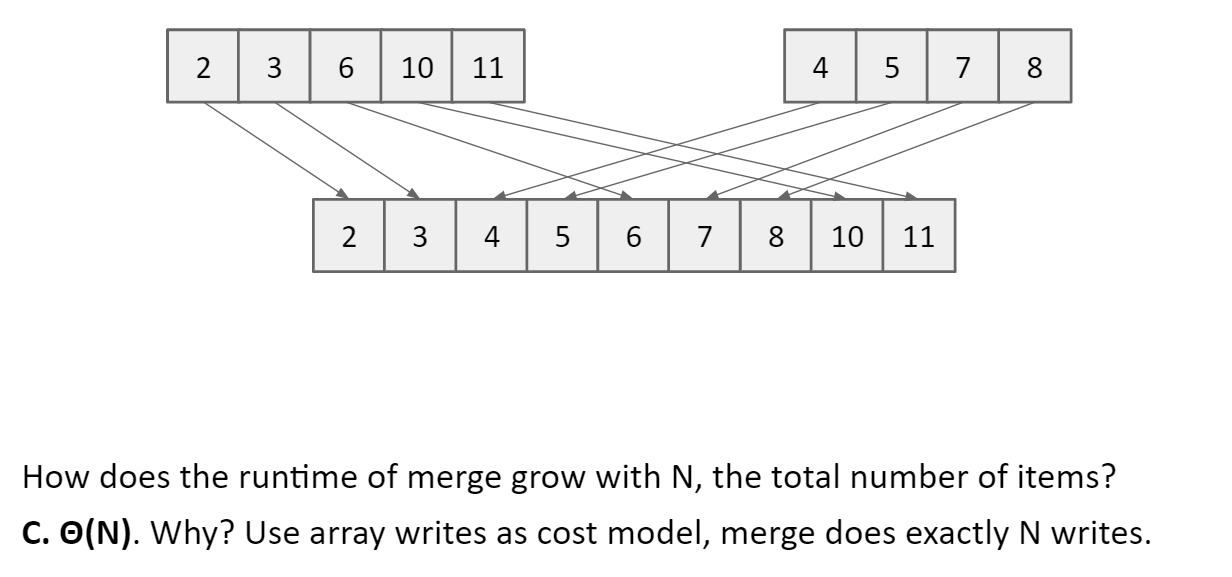 2 3 6 10 11 4 5 7 8
2 3 4 5 6 7 8 10 11
How does the runtime of merge grow with N, the total number of items?
C. Θ(N). Why? Use array writes as cost model, merge does exactly N writes.